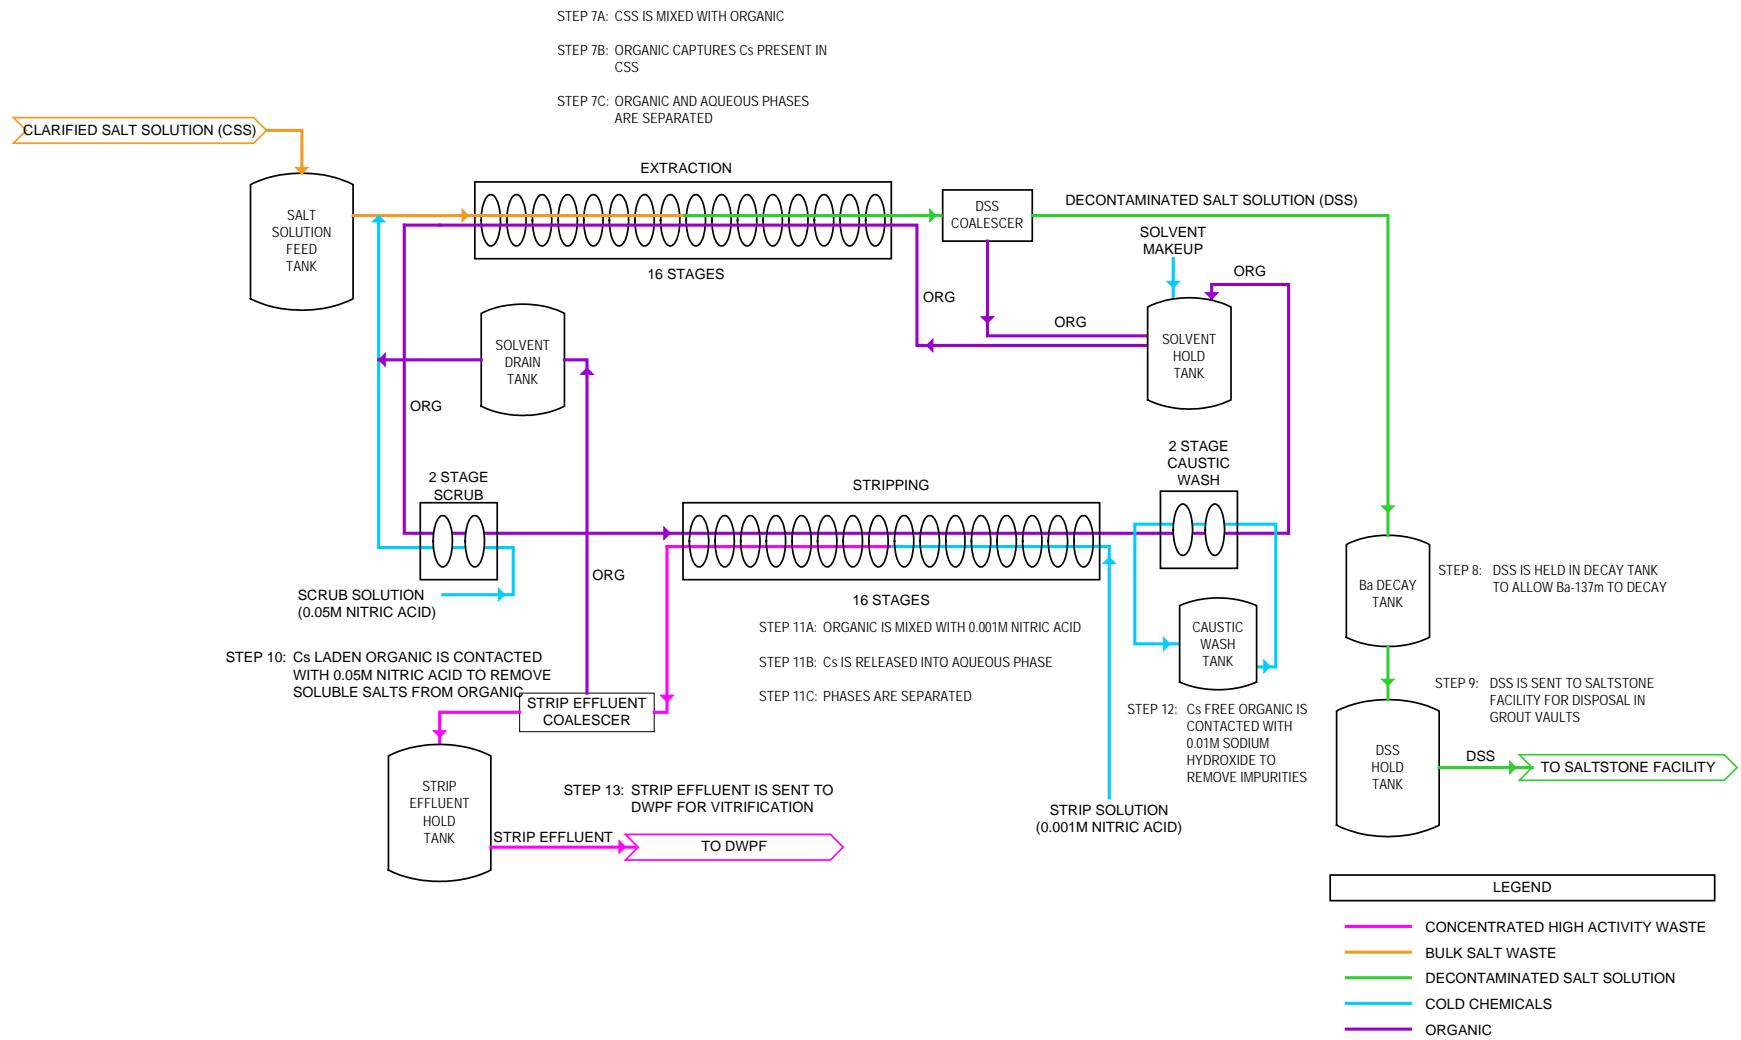 STEP 7A: CSS IS MIXED WITH ORGANIC
STEP 7B: ORGANIC CAPTURES Cs PRESENT IN
CSS
STEP 7C: ORGANIC AND AQUEOUS PHASES
ARE SEPARATED
CLARIFIED SALT SOLUTION (CSS)
EXTRACTION
SALT
SOLUTION
FEED
TANK
16 STAGES
DSS
COALESCER
DECONTAMINATED SALT SOLUTION (DSS)
SOLVENT
MAKEUP
ORG
ORG
ORG
SOLVENT
HOLD
TANK
SOLVENT
DRAIN
TANK
ORG
2 STAGE
SCRUB
STRIPPING
2 STAGE
CAUSTIC
WASH
ORG
SCRUB SOLUTION
(0.05M NITRIC ACID)
16 STAGES
STEP 11A: ORGANIC IS MIXED WITH 0.001M NITRIC ACID
STEP 11B: Cs IS RELEASED INTO AQUEOUS PHASE
STEP 11C: PHASES ARE SEPARATED
CAUSTIC
WASH
TANK
Ba DECAY
TANK
STEP 8: DSS IS HELD IN DECAY TANK
TO ALLOW Ba-137m TO DECAY
STEP 10: Cs LADEN ORGANIC IS CONTACTED
WITH 0.05M NITRIC ACID TO REMOVE
SOLUBLE SALTS FROM ORGANIC
STRIP EFFLUENT
COALESCER
STEP 12: Cs FREE ORGANIC IS
CONTACTED WITH
0.01M SODIUM
HYDROXIDE TO
REMOVE IMPURITIES
STEP 9: DSS IS SENT TO SALTSTONE
FACILITY FOR DISPOSAL IN
GROUT VAULTS
DSS
HOLD
TANK
DSS
TO SALTSTONE FACILITY
STRIP
EFFLUENT
HOLD
TANK
STEP 13: STRIP EFFLUENT IS SENT TO
DWPF FOR VITRIFICATION
STRIP EFFLUENT
TO DWPF
STRIP SOLUTION
(0.001M NITRIC ACID)
LEGEND
CONCENTRATED HIGH ACTIVITY WASTE
BULK SALT WASTE
DECONTAMINATED SALT SOLUTION
COLD CHEMICALS
ORGANIC